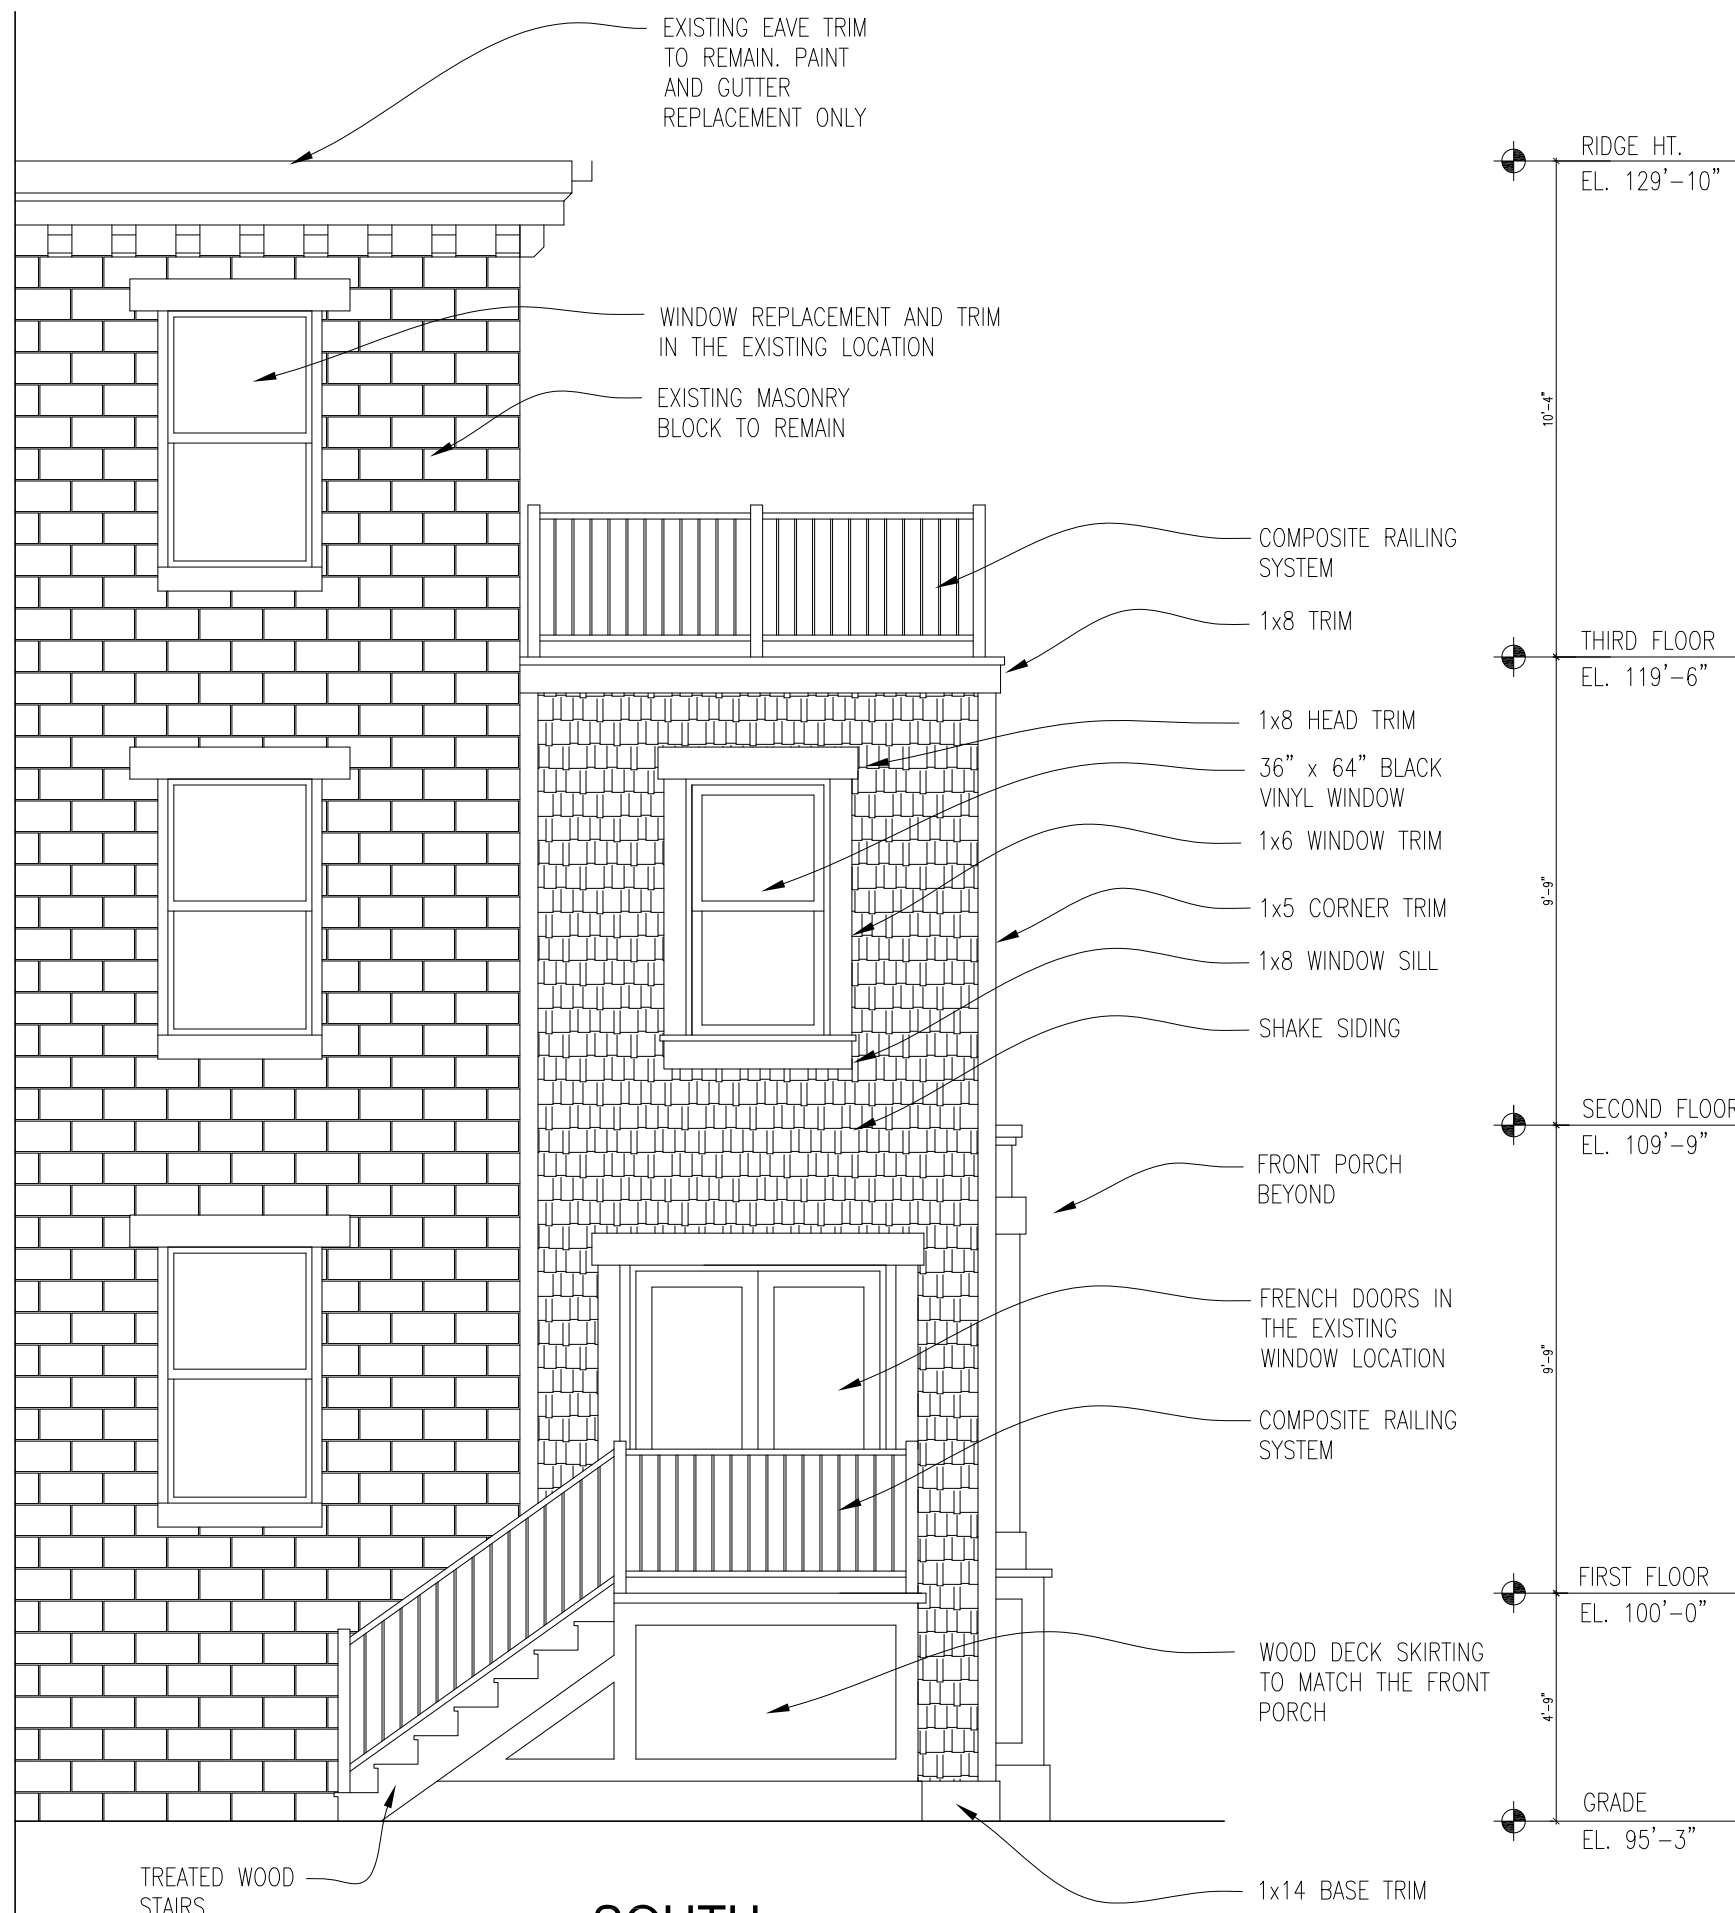 EXISTING EAVE TRIM
TO REMAIN. PAINT
AND GUTTER
REPLACEMENT ONLY
RIDGE HT.
EL. 129'-10"
WINDOW REPLACEMENT AND TRIM
IN THE EXISTING LOCATION
EXISTING MASONRY
BLOCK TO REMAIN
10'-4"
COMPOSITE RAILING
SYSTEM
1x8 TRIM
THIRD FLOOR
EL. 119'-6"
1x8 HEAD TRIM
36" x 64" BLACK
VINYL WINDOW
1x6 WINDOW TRIM
9'-9"
1x5 CORNER TRIM
1x8 WINDOW SILL
SHAKE SIDING
SECOND FLOOR
EL. 109'-9"
FRONT PORCH
BEYOND
FRENCH DOORS IN
THE EXISTING
WINDOW LOCATION
9'-9"
COMPOSITE RAILING
SYSTEM
FIRST FLOOR
EL. 100'-0"
WOOD DECK SKIRTING
TO MATCH THE FRONT
PORCH
4'-9"
GRADE
EL. 95'-3"
TREATED WOOD
STAIRS
1x14 BASE TRIM
SOUTH